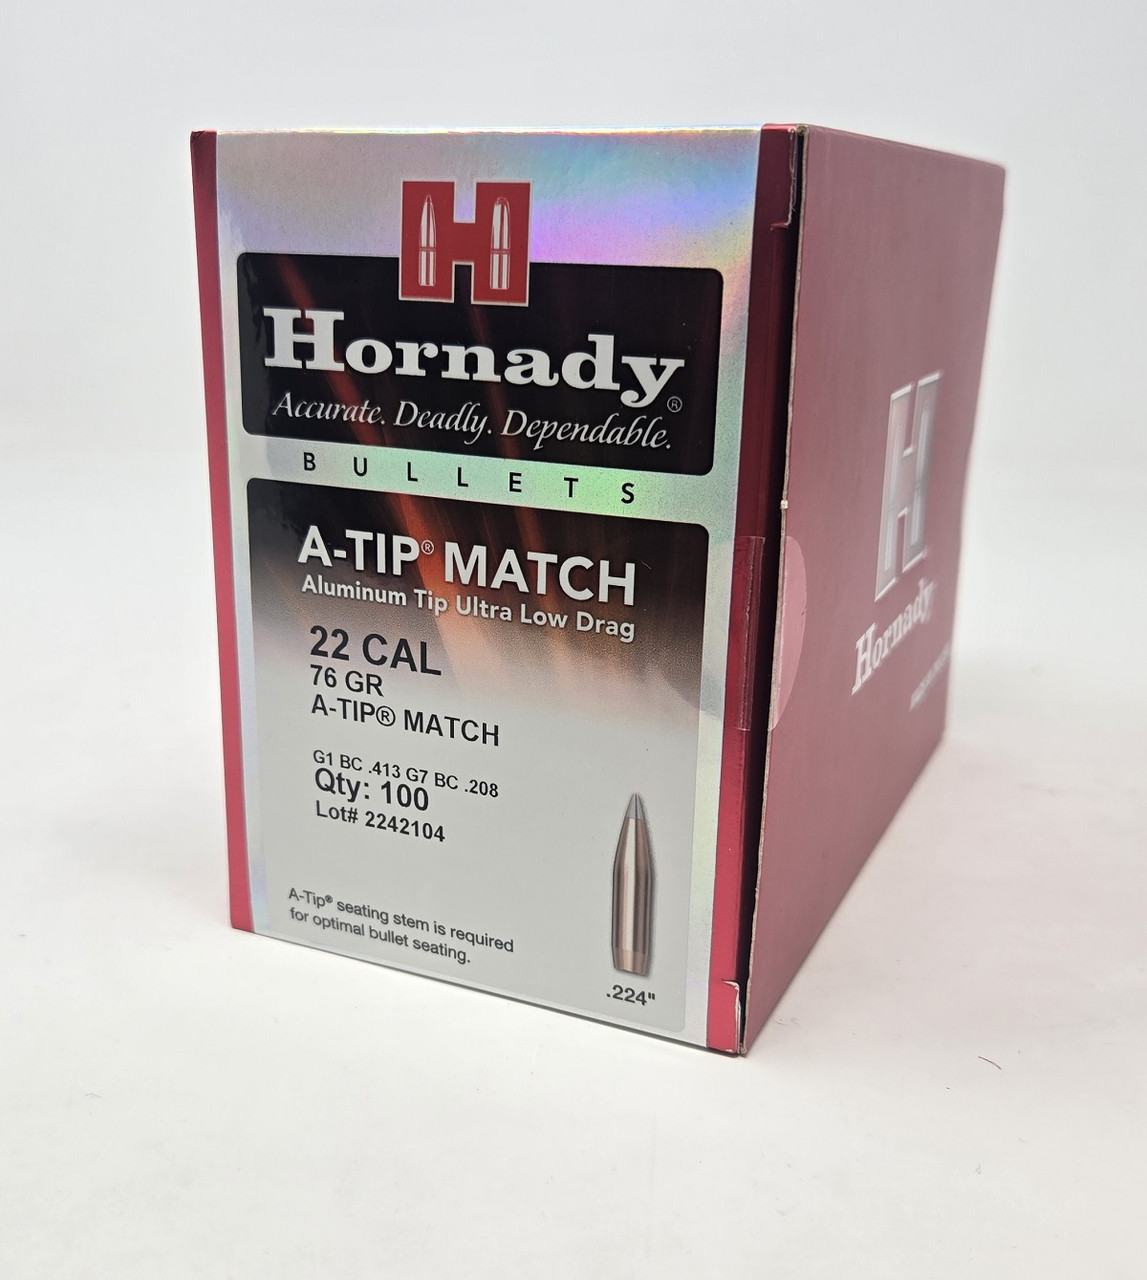 H
Hornady®
Accurate. Deadly. Dependable.
BULLETS
A-TIP® MATCH
Aluminum Tip Ultra Low Drag
22 CAL
76 GR
A-TIP® MATCH
G1 BC .413 G7 BC .208
Qty: 100
Lot# 2242104
A-Tip® seating stem is required
for optimal bullet seating.
.224"
H
Hornady